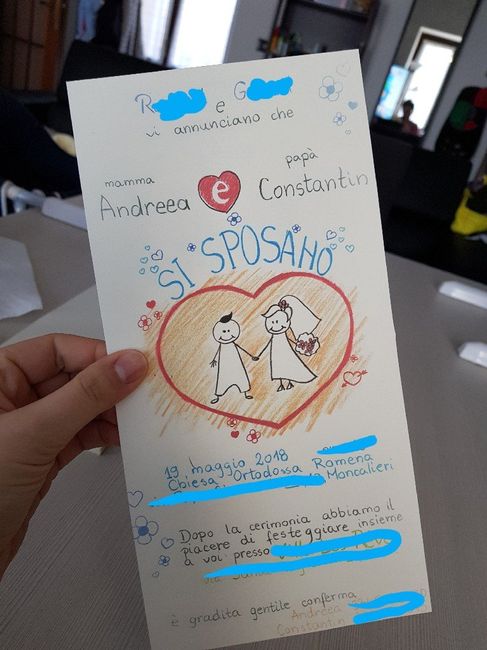 e
vi annunciano che
mamma papà
Andreea e Constantin
SI SPOSANO
19 maggio 2018
Chiesa Ortodossa Romena
Moncalieri
Dopo la cerimonia abbiamo il
piacere di festeggiare insieme
a voi presso
è gradita gentile conferma
Andreea
Constantin